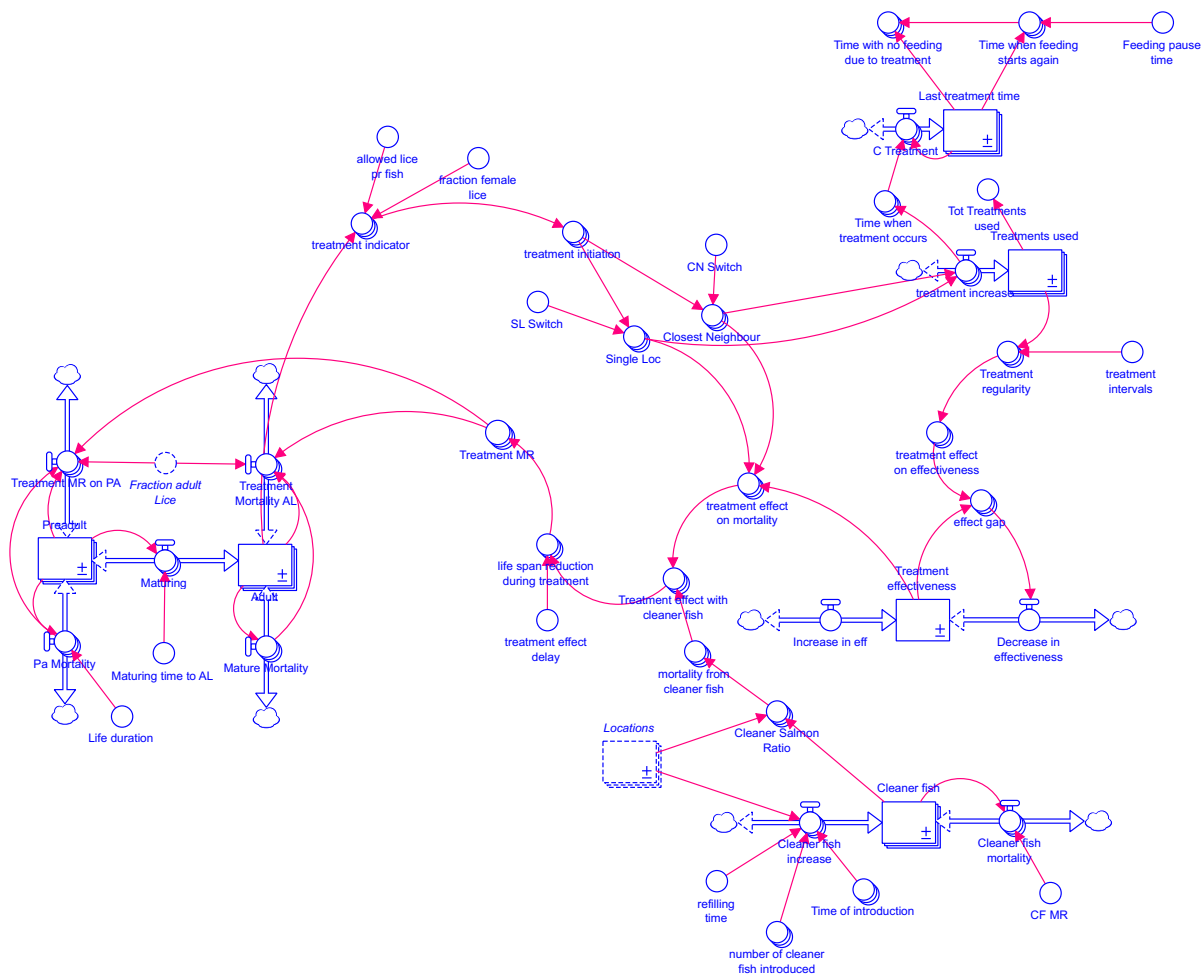 Time with no feeding
due to treatment
Time when feeding
starts again
Feeding pause
time
Last treatment time
C Treatment
allowed lice
pr fish
fraction female
lice
treatment indicator
treatment initiation
Time when
treatment occurs
Tot Treatments
used
Treatments used
treatment increase
CN Switch
SL Switch
Closest Neighbour
Single Loc
Treatment
regularity
treatment
intervals
Treatment MR
treatment effect
on effectiveness
Treatment MR on PA
Fraction adult
Lice
Treatment
Mortality AL
treatment effect
on mortality
effect gap
Preadult
Maturing
Adult
life span reduction
during treatment
Treatment effect with
cleaner fish
Treatment
effectiveness
Increase in eff
Decrease in
effectiveness
treatment effect
delay
Pa Mortality
Maturing time to AL
Mature Mortality
mortality from
cleaner fish
Life duration
Locations
Cleaner Salmon
Ratio
Cleaner fish
Cleaner fish
increase
Cleaner fish
mortality
refilling
time
Time of introduction
CF MR
number of cleaner
fish introduced